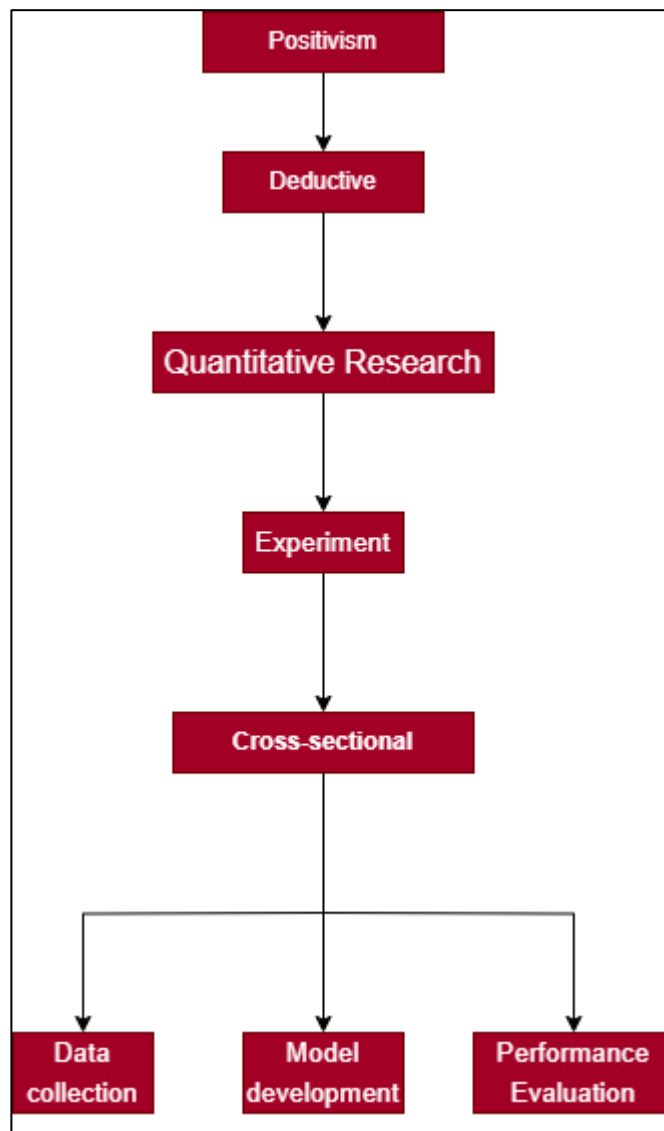 Positivism
Deductive
Quantitative Research
Experiment
Cross-sectional
Data
collection
Model
development
Performance
Evaluation